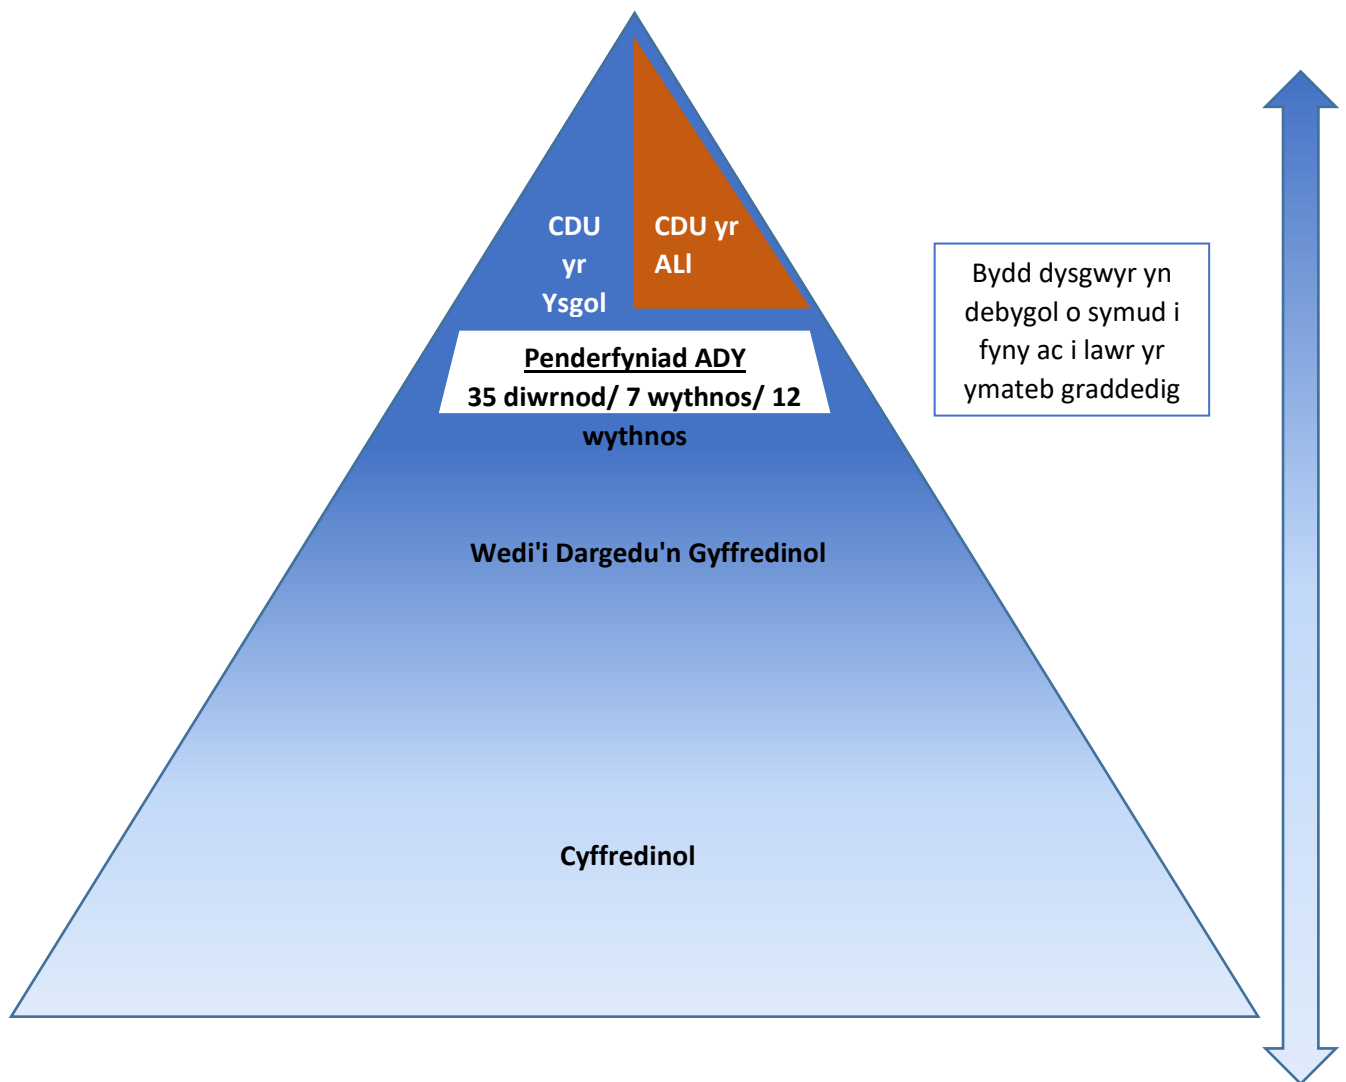 CDU
yr
Ysgol
CDU yr
ALl
Bydd dysgwyr yn
debygol o symud i
fyny ac i lawr yr
ymateb graddedig
Penderfyniad ADY
35 diwrnod/ 7 wythnos/ 12
wythnos
Wedi'i Dargedu'n Gyffredinol
Cyffredinol